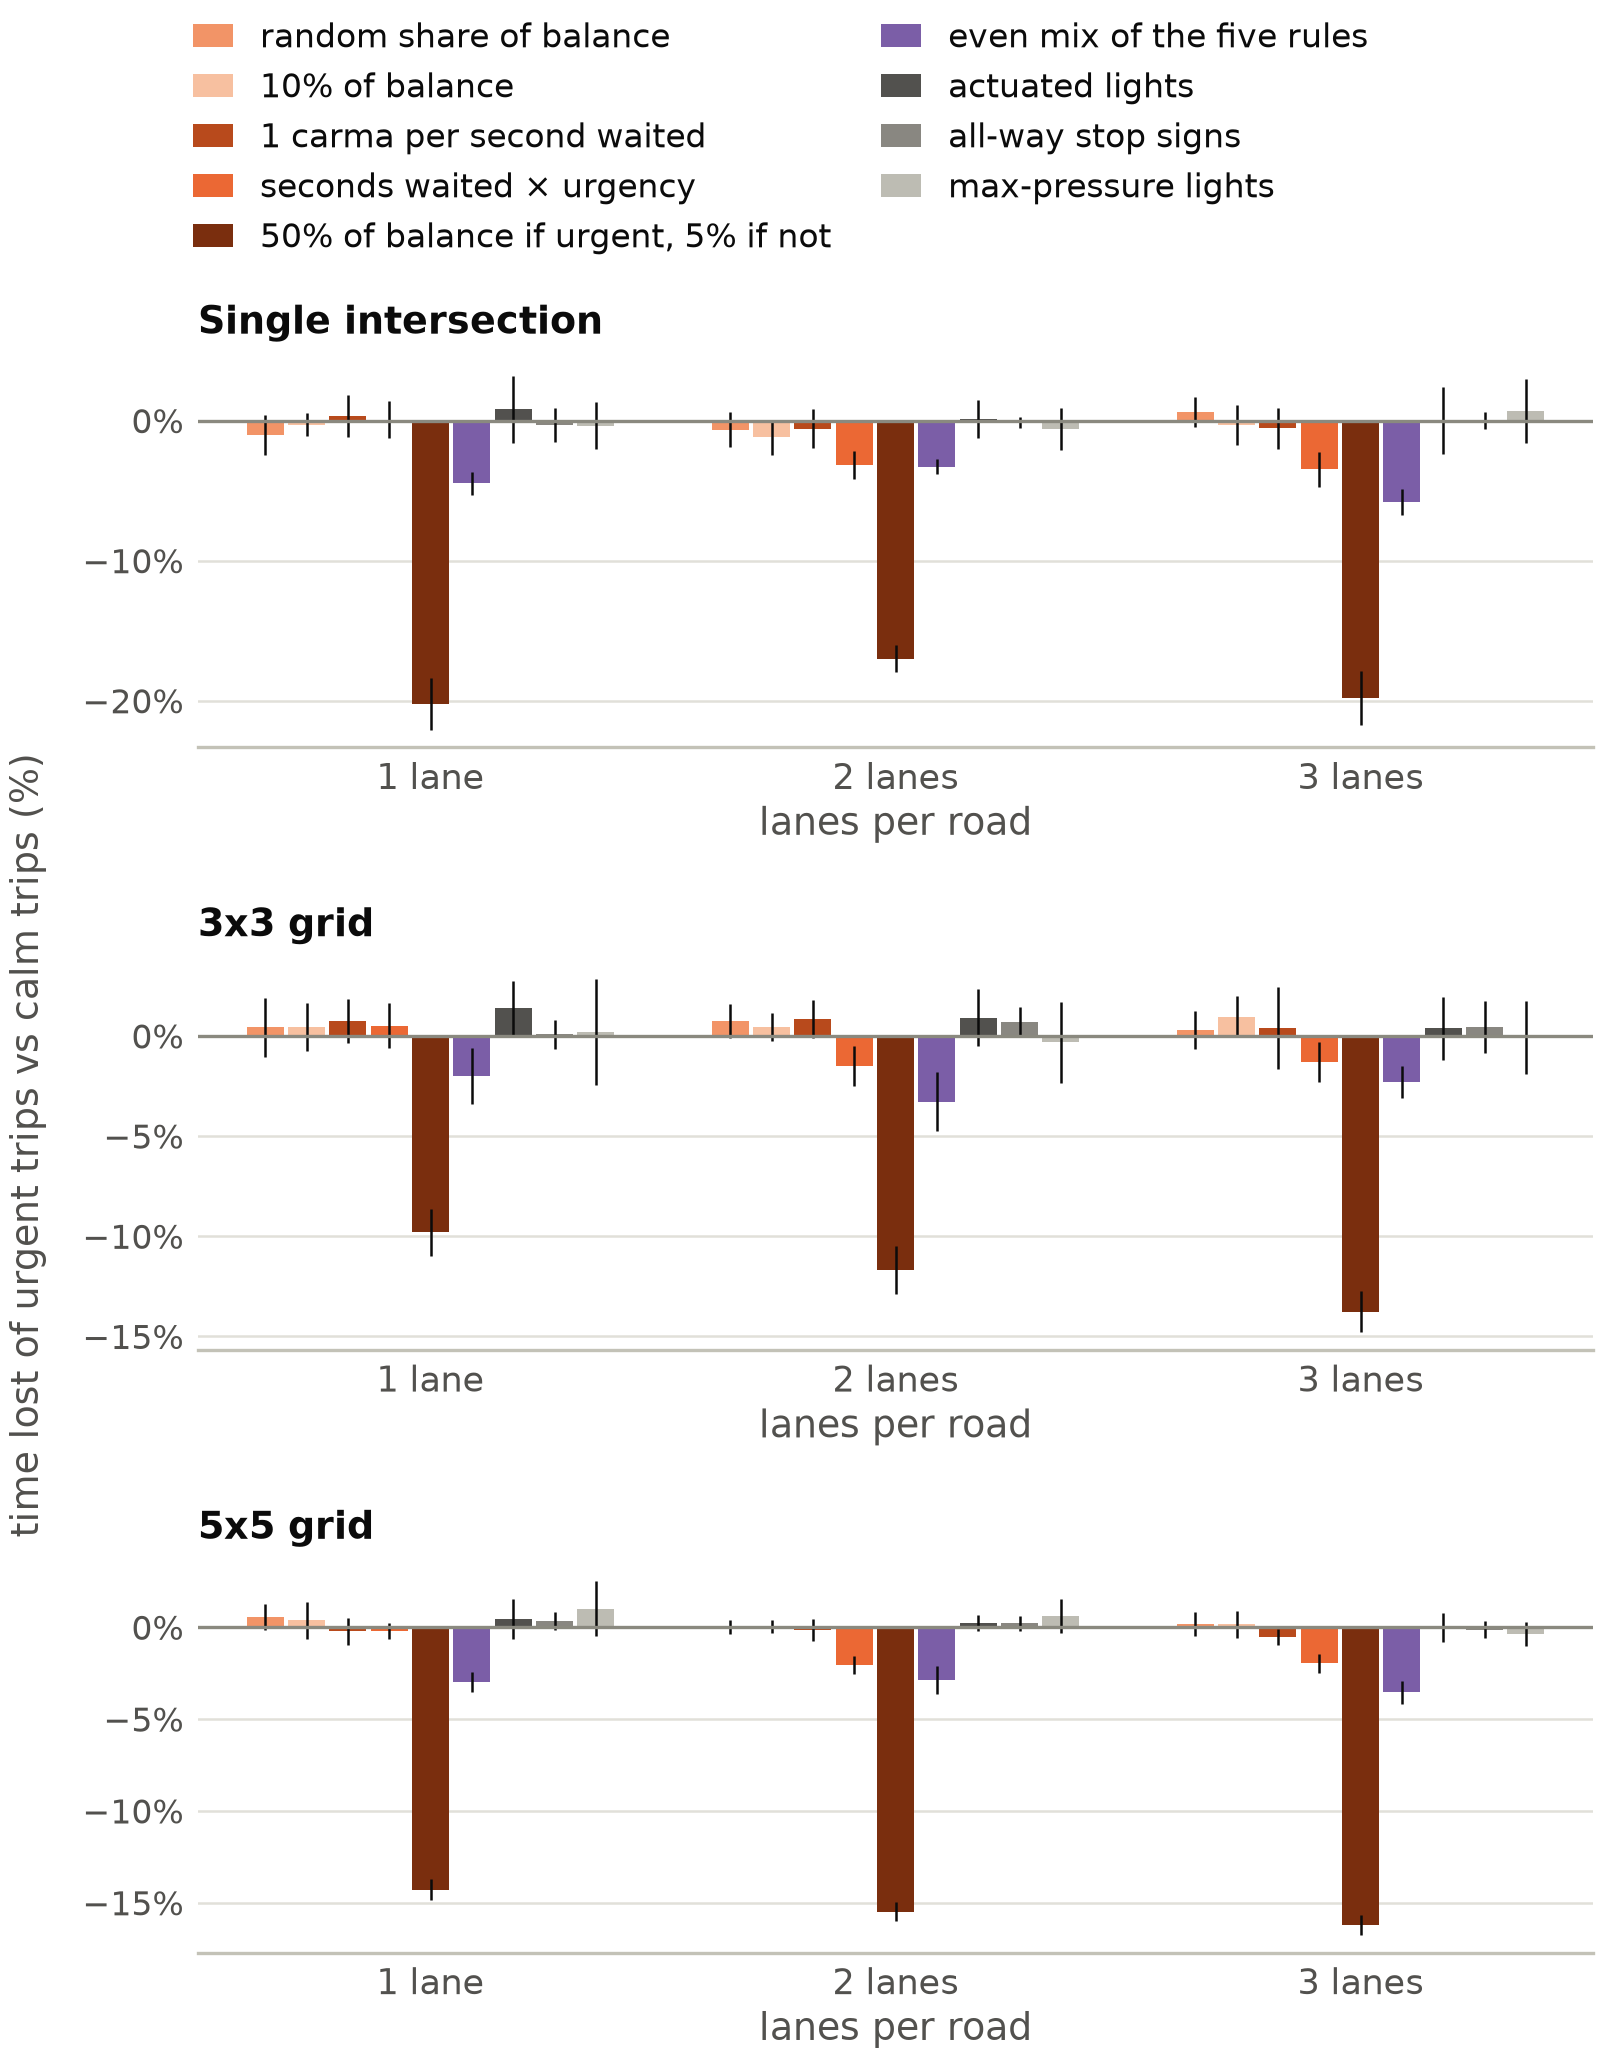 random share of balance
10% of balance
1 carma per second waited
seconds waited × urgency
50% of balance if urgent, 5% if not
even mix of the five rules
actuated lights
all-way stop signs
max-pressure lights
time lost of urgent trips vs calm trips (%)
Single intersection
0%
−10%
−20%
1 lane 2 lanes 3 lanes
lanes per road
3x3 grid
0%
−5%
−10%
−15%
1 lane 2 lanes 3 lanes
lanes per road
5x5 grid
0%
−5%
−10%
−15%
1 lane 2 lanes 3 lanes
lanes per road